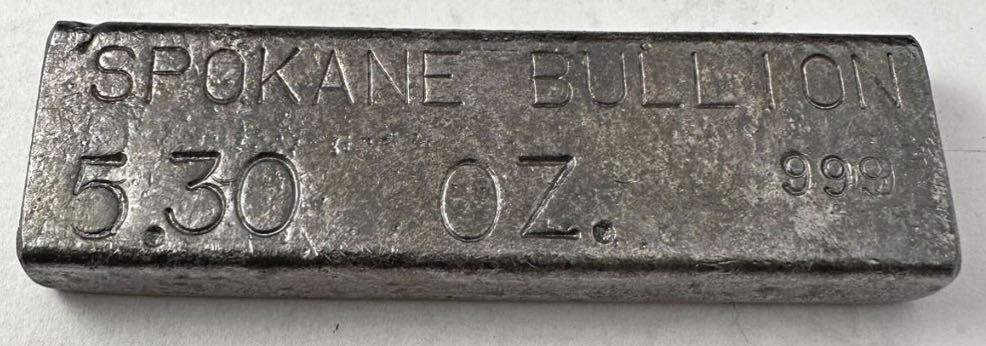 SPOKANE BULLION
5.30 OZ. 999